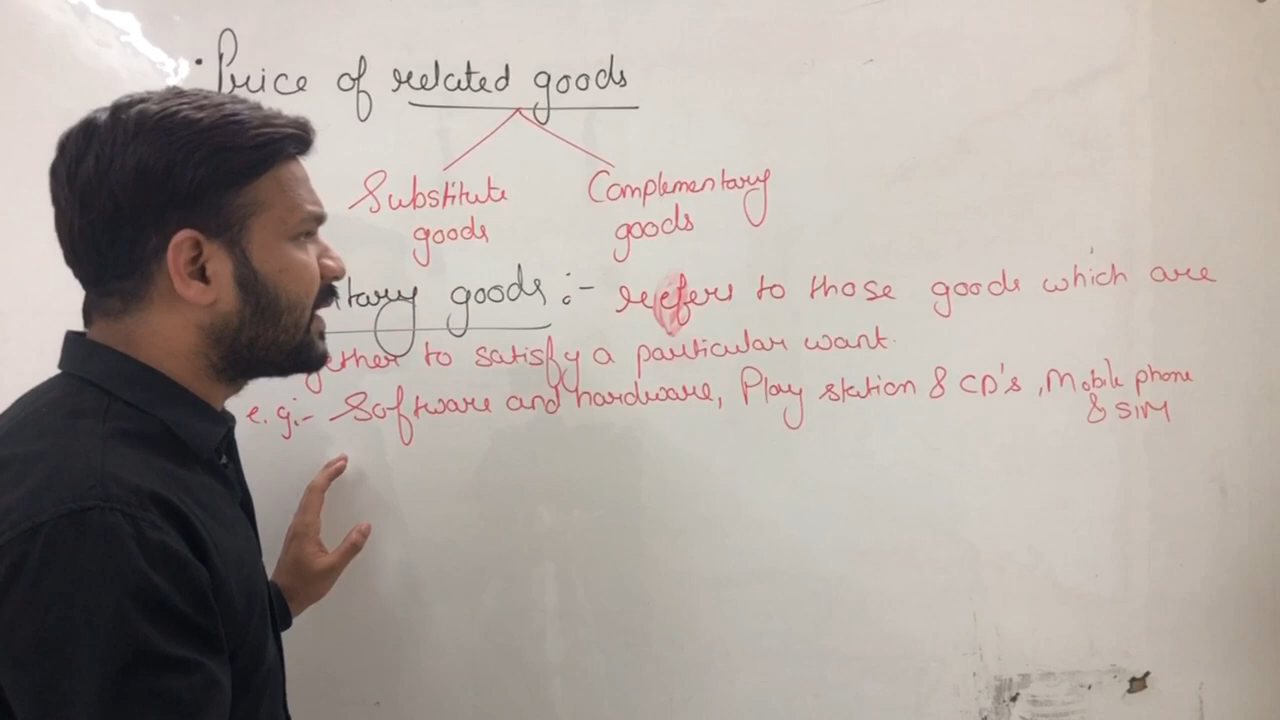 · Price of related goods
Substitute goods
Complementary goods
tary goods :- refers to those goods which are
gether to satisfy a particular want.
e.g:- Software and hardware, Play station & CD's, Mobile phone
& SIM